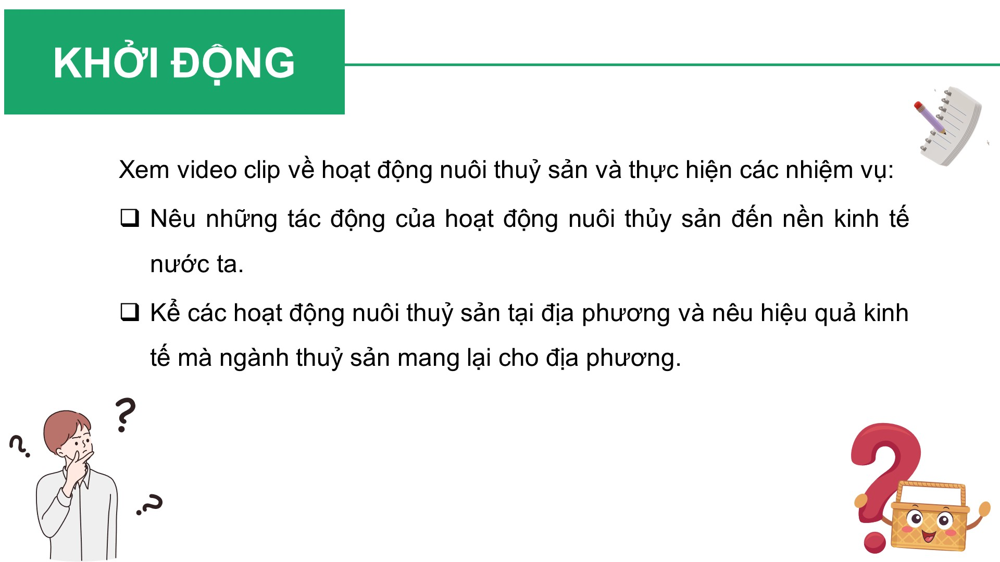 KHỞI ĐỘNG
Xem video clip về hoạt động nuôi thuỷ sản và thực hiện các nhiệm vụ:
❑ Nêu những tác động của hoạt động nuôi thủy sản đến nền kinh tế
nước ta.
❑ Kể các hoạt động nuôi thuỷ sản tại địa phương và nêu hiệu quả kinh
tế mà ngành thuỷ sản mang lại cho địa phương.